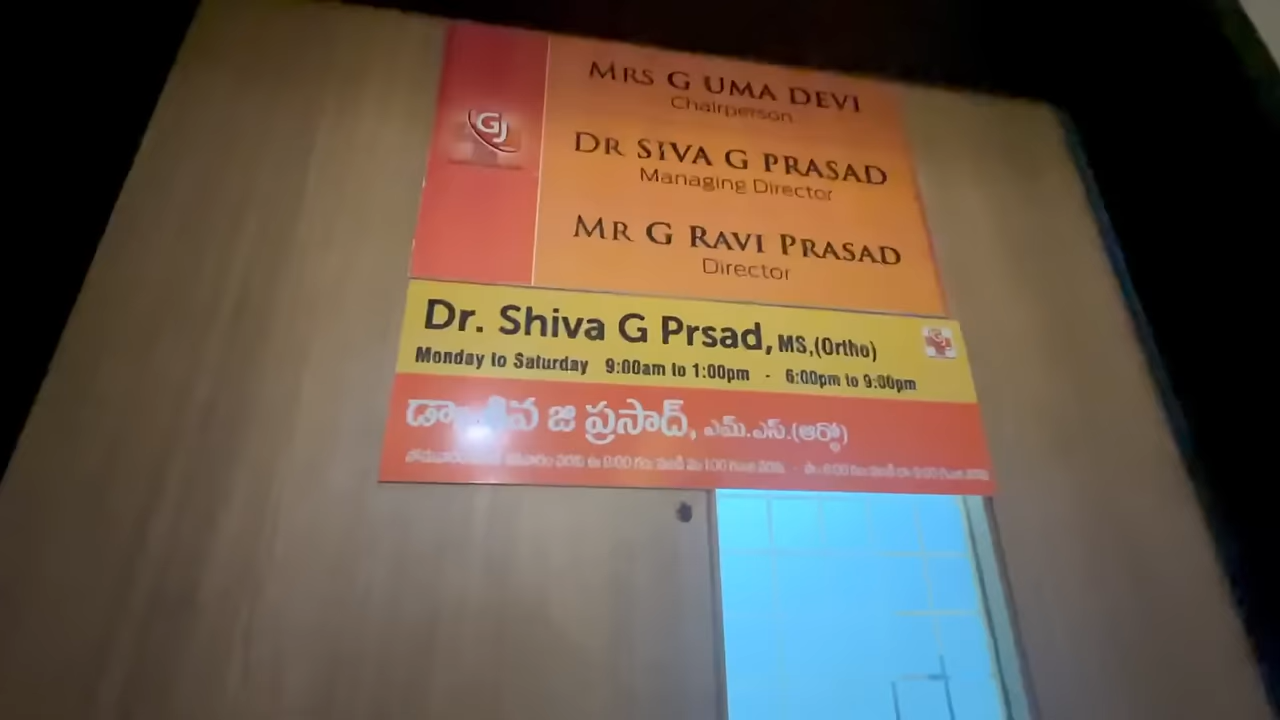 GJ
MRS G UMA DEVI
Chairperson
DR SIVA G PRASAD
Managing Director
MR G RAVI PRASAD
Director
Dr. Shiva G Prsad, MS,(Ortho)
Monday to Saturday 9:00am to 1:00pm - 6:00pm to 9:00pm
జి ప్రసాద్, ఎమ్.ఎస్.(ఆర్థో)